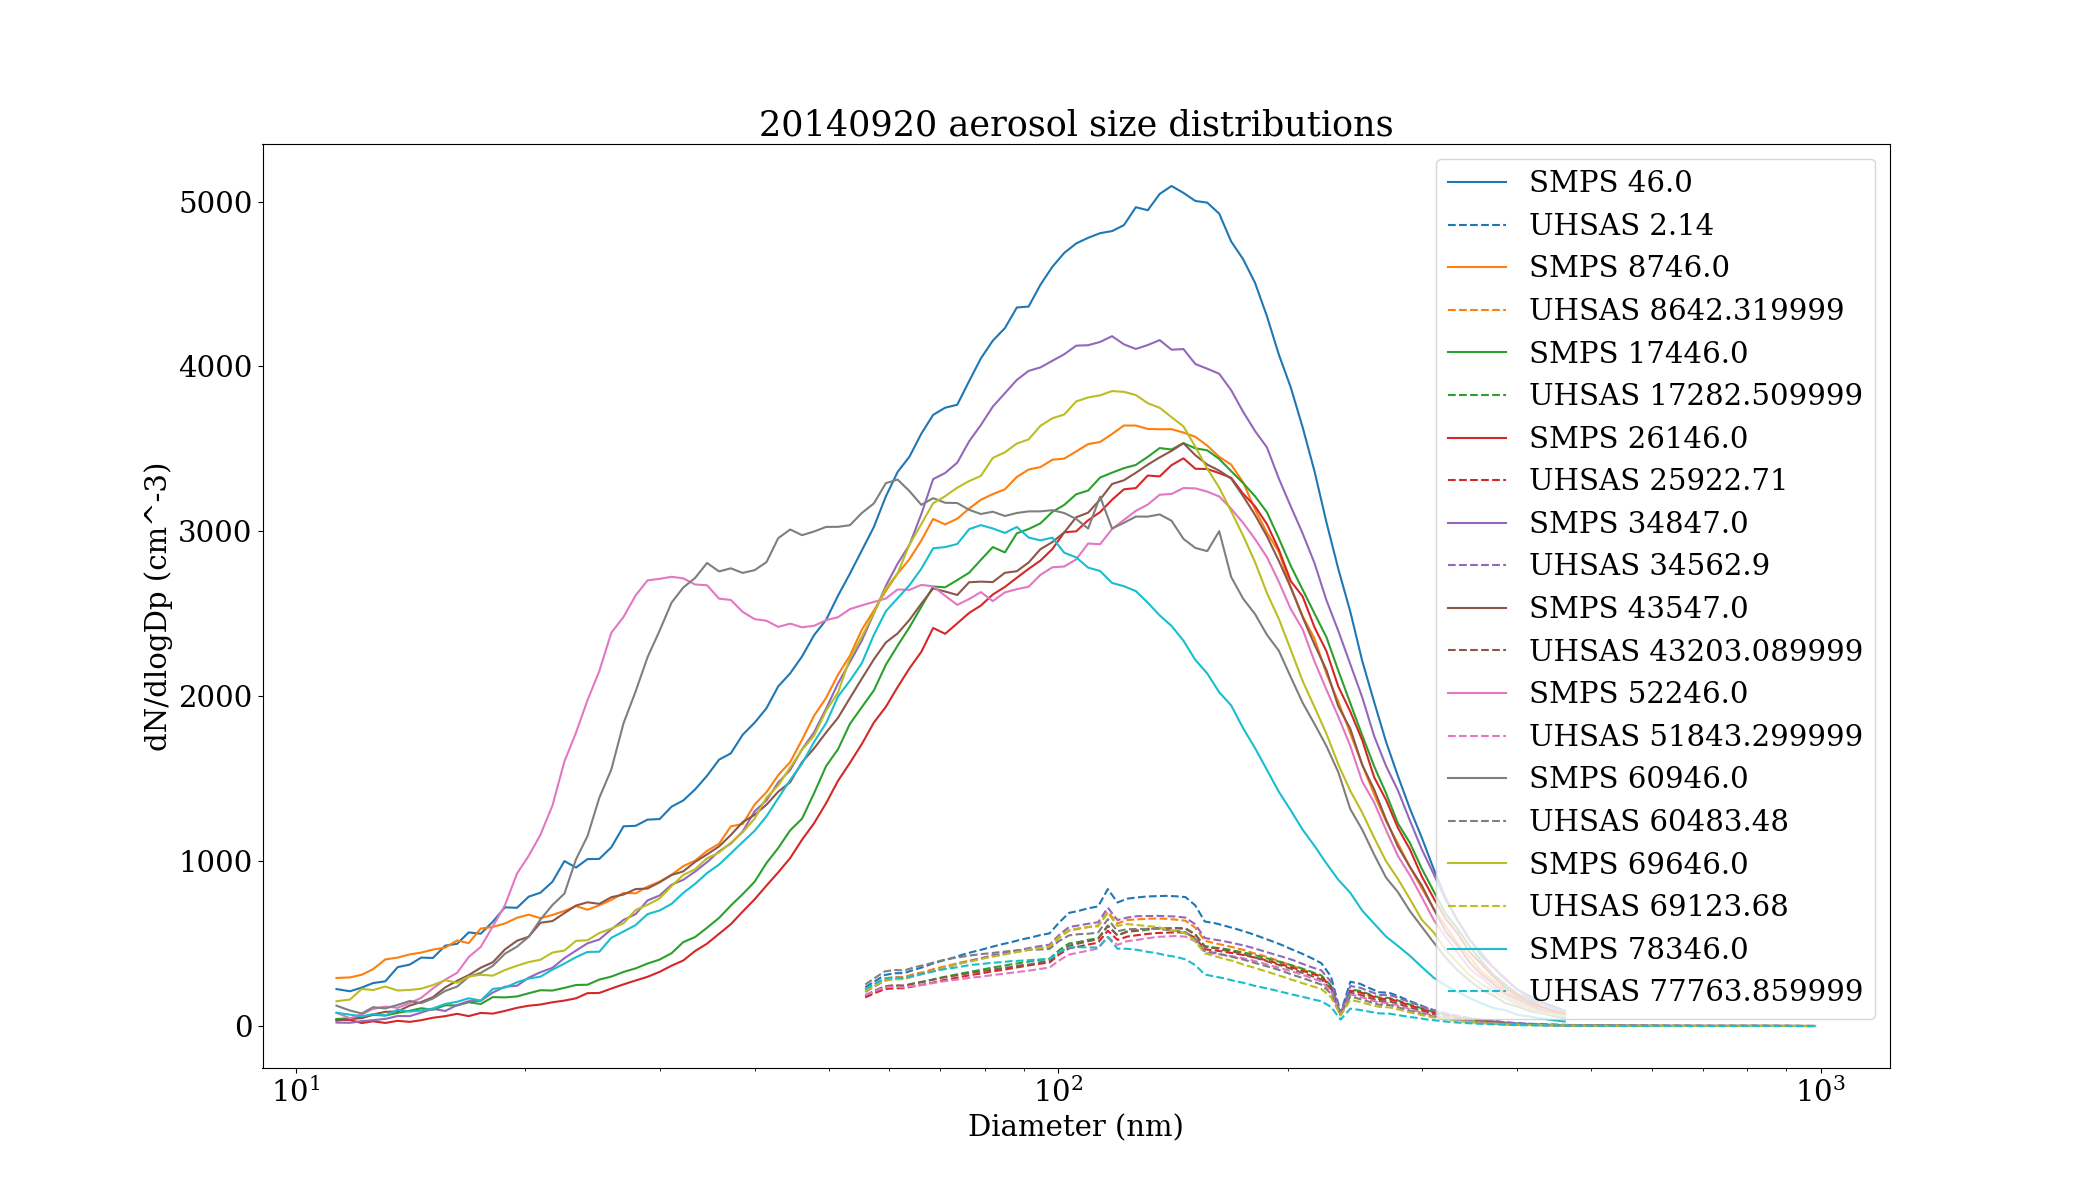 20140920 aerosol size distributions
SMPS 46.0
UHSAS 2.14
SMPS 8746.0
UHSAS 8642.319999
SMPS 17446.0
UHSAS 17282.509999
SMPS 26146.0
UHSAS 25922.71
SMPS 34847.0
UHSAS 34562.9
SMPS 43547.0
UHSAS 43203.089999
SMPS 52246.0
UHSAS 51843.299999
SMPS 60946.0
UHSAS 60483.48
SMPS 69646.0
UHSAS 69123.68
SMPS 78346.0
UHSAS 77763.859999
5000
4000
3000
2000
1000
0
dN/dlogDp (cm^-3)
10¹ 10² 10³
Diameter (nm)